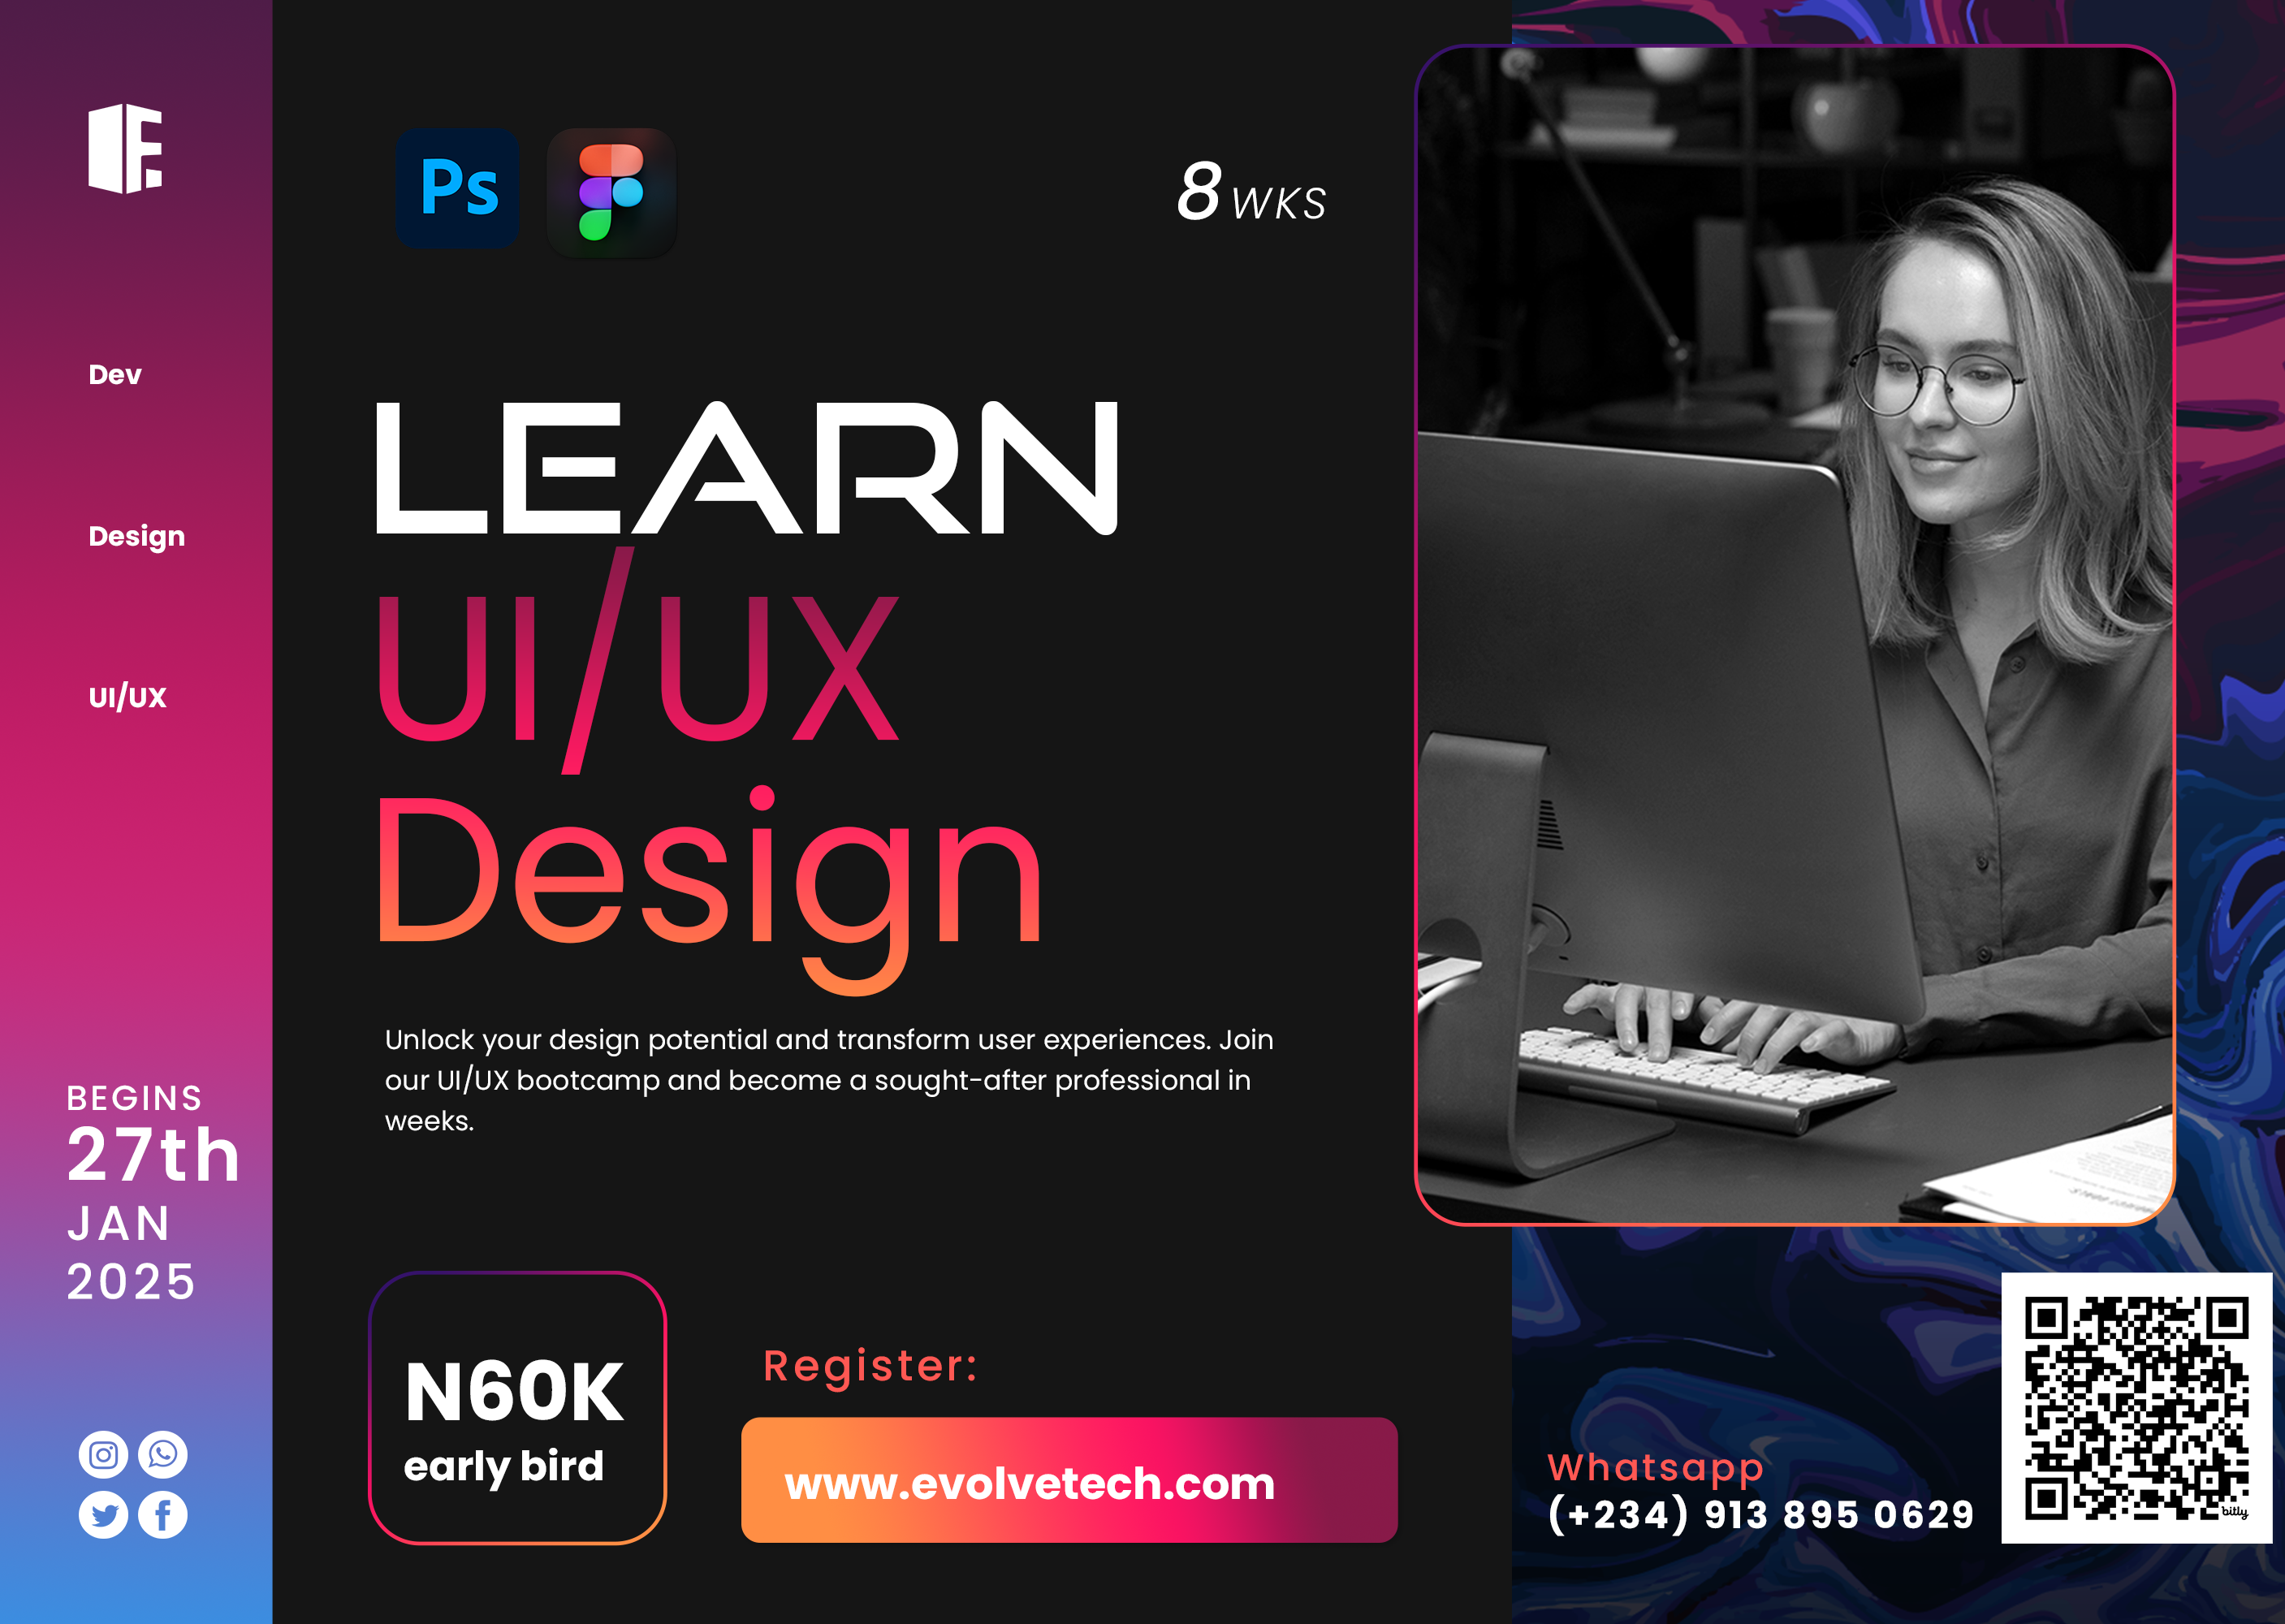 Dev
Design
UI/UX
BEGINS
27th
JAN
2025
Ps
8 WKS
LEARN
UI/UX
Design
Unlock your design potential and transform user experiences. Join
our UI/UX bootcamp and become a sought-after professional in
weeks.
N60K
early bird
Register:
www.evolvetech.com
Whatsapp
(+234) 913 895 0629
bitly